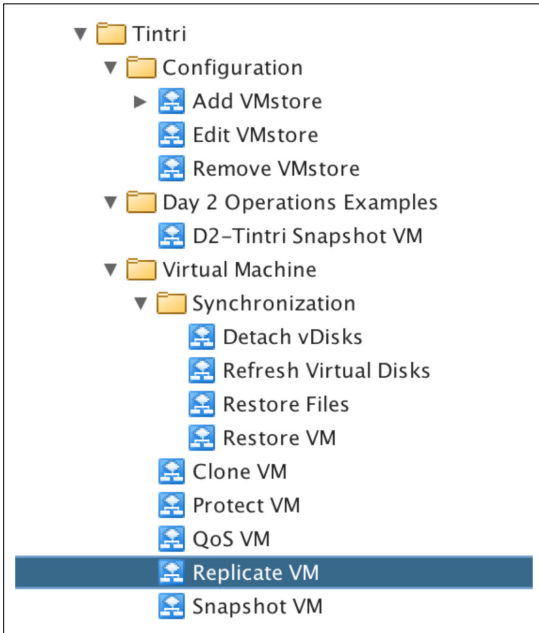 Tintri
Configuration
Add VMstore
Edit VMstore
Remove VMstore
Day 2 Operations Examples
D2-Tintri Snapshot VM
Virtual Machine
Synchronization
Detach vDisks
Refresh Virtual Disks
Restore Files
Restore VM
Clone VM
Protect VM
QoS VM
Replicate VM
Snapshot VM